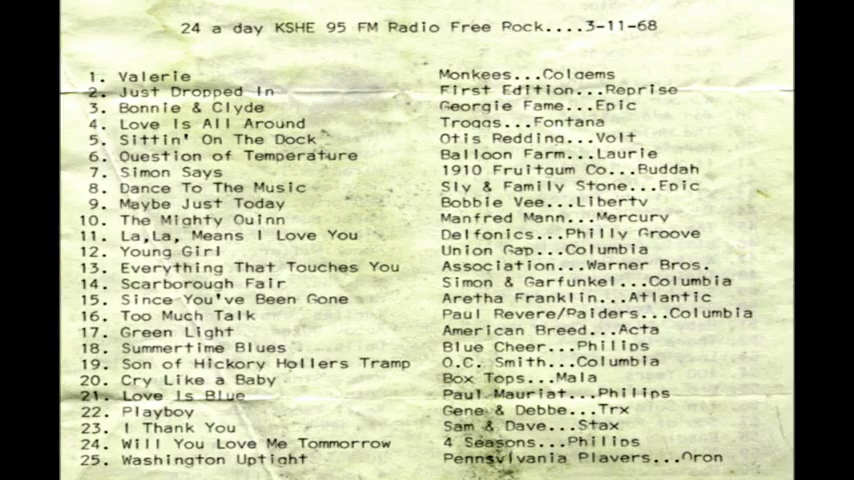 24 a day KSHE 95 FM Radio Free Rock....3-11-68
1. Valerie Monkees...Colgems
2. Just Dropped In First Edition...Reprise
3. Bonnie & Clyde Georgie Fame...Epic
4. Love Is All Around Troggs...Fontana
5. Sittin' On The Dock Otis Redding...Volt
6. Question of Temperature Balloon Farm...Laurie
7. Simon Says 1910 Fruitgum Co...Buddah
8. Dance To The Music Sly & Family Stone...Epic
9. Maybe Just Today Bobbie Vee...Liberty
10. The Mighty Quinn Manfred Mann...Mercury
11. La,La, Means I Love You Delfonics...Philly Groove
12. Young Girl Union Gap...Columbia
13. Everything That Touches You Association...Warner Bros.
14. Scarborough Fair Simon & Garfunkel...Columbia
15. Since You've Been Gone Aretha Franklin...Atlantic
16. Too Much Talk Paul Revere/Raiders...Columbia
17. Green Light American Breed...Acta
18. Summertime Blues Blue Cheer...Philips
19. Son of Hickory Hollers Tramp O.C. Smith...Columbia
20. Cry Like a Baby Box Tops...Mala
21. Love Is Blue Paul Mauriat...Philips
22. Playboy Gene & Debbe...Trx
23. I Thank You Sam & Dave...Stax
24. Will You Love Me Tommorrow 4 Seasons...Philips
25. Washington Uptight Pennsylvania Players...Oron